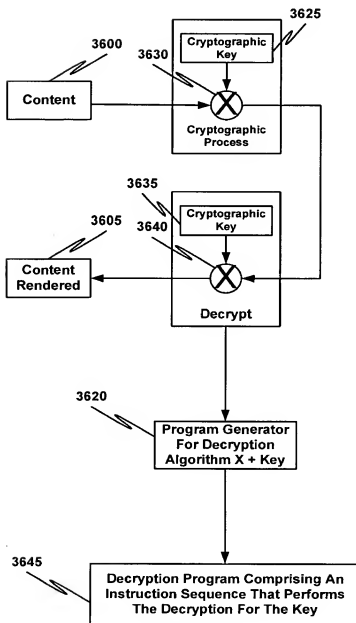 3625
3600
Cryptographic
Key
3630
Content
X
Cryptographic
Process
3635
Cryptographic
Key
3605
3640
Content
Rendered
X
Decrypt
3620
Program Generator
For Decryption
Algorithm X + Key
3645
Decryption Program Comprising An
Instruction Sequence That Performs
The Decryption For The Key